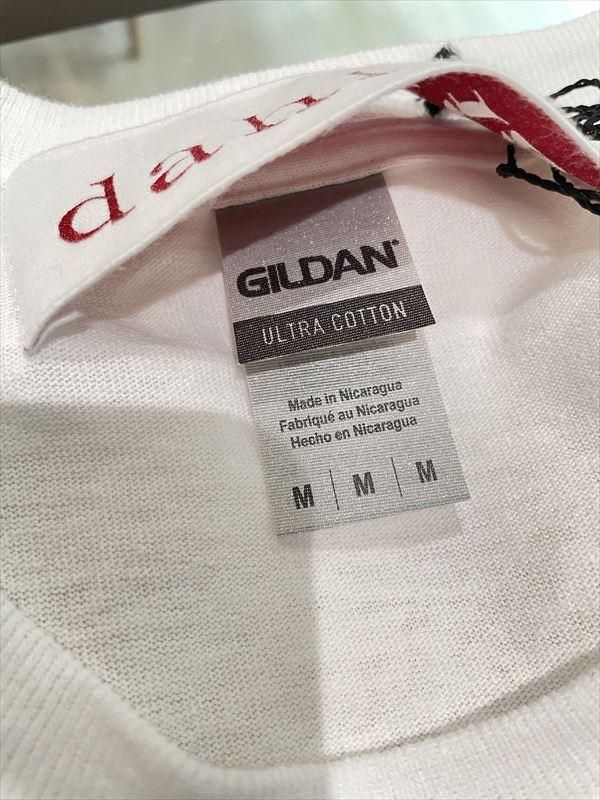 GILDAN®
ULTRA COTTON
Made in Nicaragua
Fabriqué au Nicaragua
Hecho en Nicaragua
M | M | M